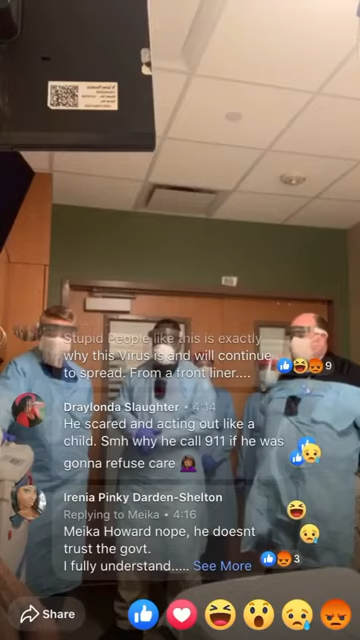 Stupid People like this is exactly
why this Virus is and will continue
to spread. From a front liner....
9
Draylonda Slaughter • 4:14
He scared and acting out like a
child. Smh why he call 911 if he was
gonna refuse care 🤦🏾‍♀️
Irenia Pinky Darden-Shelton
Replying to Meika • 4:16
Meika Howard nope, he doesnt
trust the govt.
I fully understand..... See More
3
Share